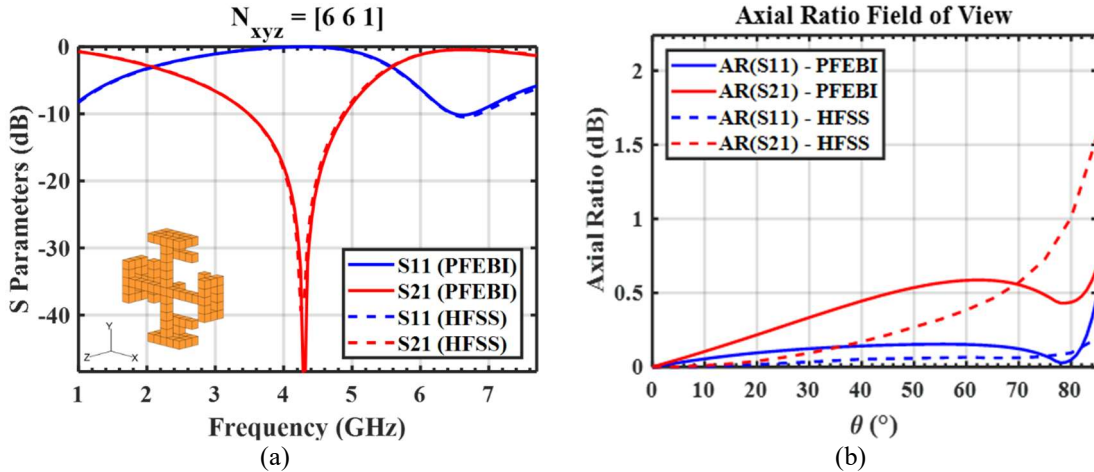 N_xyz = [6 6 1]
S Parameters (dB)
0
-10
-20
-30
-40
Y
Z
X
S11 (PFEBI)
S21 (PFEBI)
S11 (HFSS)
S21 (HFSS)
1 2 3 4 5 6 7
Frequency (GHz)
(a)
Axial Ratio Field of View
Axial Ratio (dB)
2
1.5
1
0.5
0
AR(S11) - PFEBI
AR(S21) - PFEBI
AR(S11) - HFSS
AR(S21) - HFSS
0 10 20 30 40 50 60 70 80
θ (°)
(b)